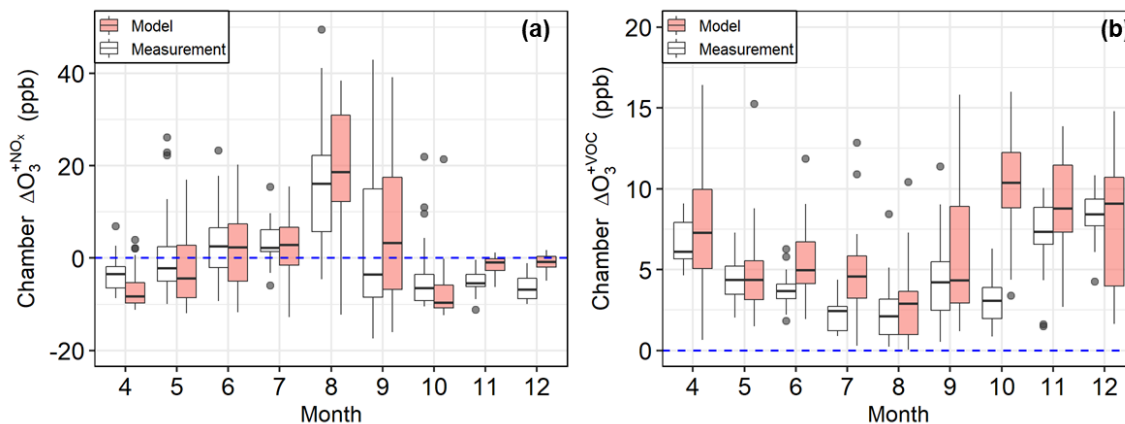 Model
Measurement
(a)
Chamber ΔO₃⁺ᴺᴼˣ (ppb)
40
20
0
-20
4 5 6 7 8 9 10 11 12
Month
Model
Measurement
(b)
Chamber ΔO₃⁺ⱽᴼᶜ (ppb)
20
15
10
5
0
4 5 6 7 8 9 10 11 12
Month